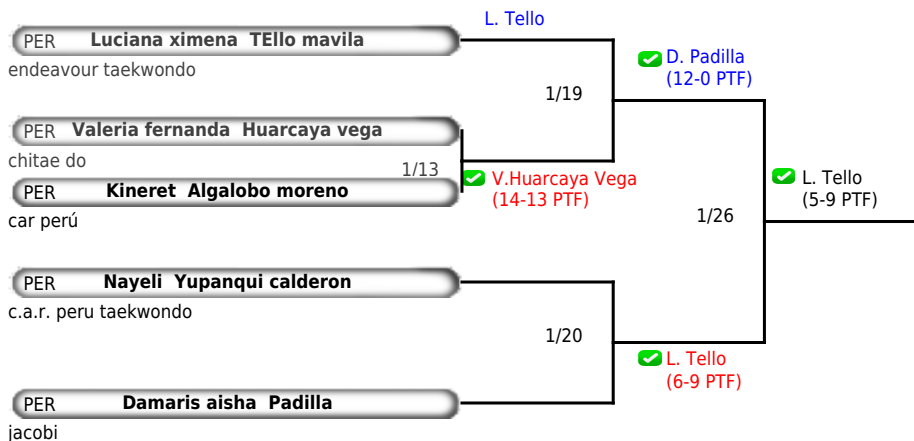 L. Tello
PER Luciana ximena TEllo mavila
endeavour taekwondo
D. Padilla
(12-0 PTF)
1/19
PER Valeria fernanda Huarcaya vega
chitae do
1/13
V.Huarcaya Vega
(14-13 PTF)
PER Kineret Algalobo moreno
car perú
L. Tello
(5-9 PTF)
1/26
PER Nayeli Yupanqui calderon
c.a.r. peru taekwondo
1/20
L. Tello
(6-9 PTF)
PER Damaris aisha Padilla
jacobi